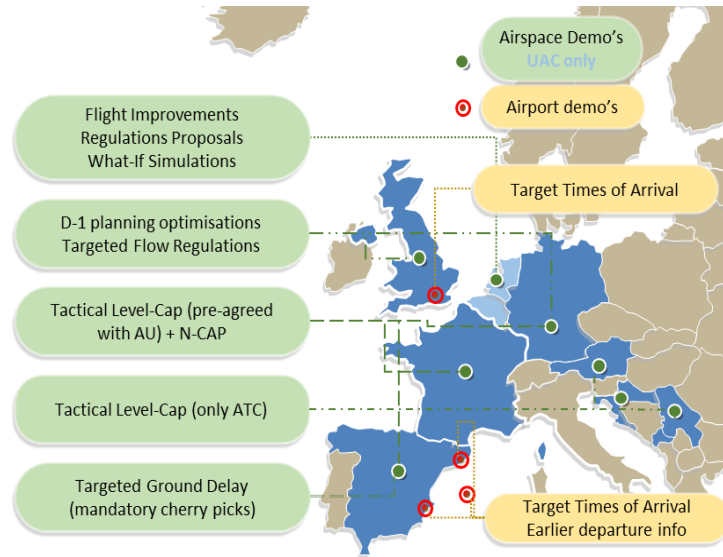 Airspace Demo's
UAC only
Airport demo's
Flight Improvements
Regulations Proposals
What-If Simulations
Target Times of Arrival
D-1 planning optimisations
Targeted Flow Regulations
Tactical Level-Cap (pre-agreed
with AU) + N-CAP
Tactical Level-Cap (only ATC)
Targeted Ground Delay
(mandatory cherry picks)
Target Times of Arrival
Earlier departure info